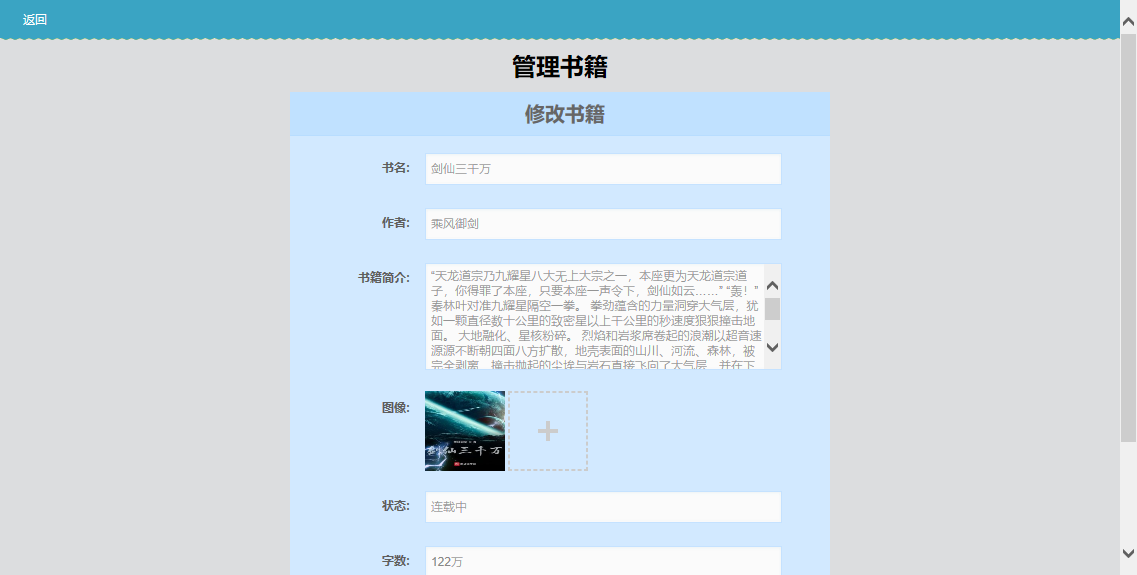 返回
管理书籍
修改书籍
书名:
剑仙三千万
作者:
乘风御剑
书籍简介:
“天龙道宗乃九耀星八大无上大宗之一，本座更为天龙道宗道
子，你得罪了本座，只要本座一声令下，剑仙如云……” “轰！”
秦林叶对准九耀星隔空一拳。 拳劲蕴含的力量洞穿大气层，犹
如一颗直径数十公里的致密星以上千公里的秒速度狠狠撞击地
面。 大地融化、星核粉碎。 烈焰和岩浆席卷起的浪潮以超音速
源源不断朝四面八方扩散，地壳表面的山川、河流、森林，被
完全剥离，撞击抛起的尘埃与岩石直接飞向了大气层，并在下
图像:
剑仙三千万
状态:
连载中
字数:
122万